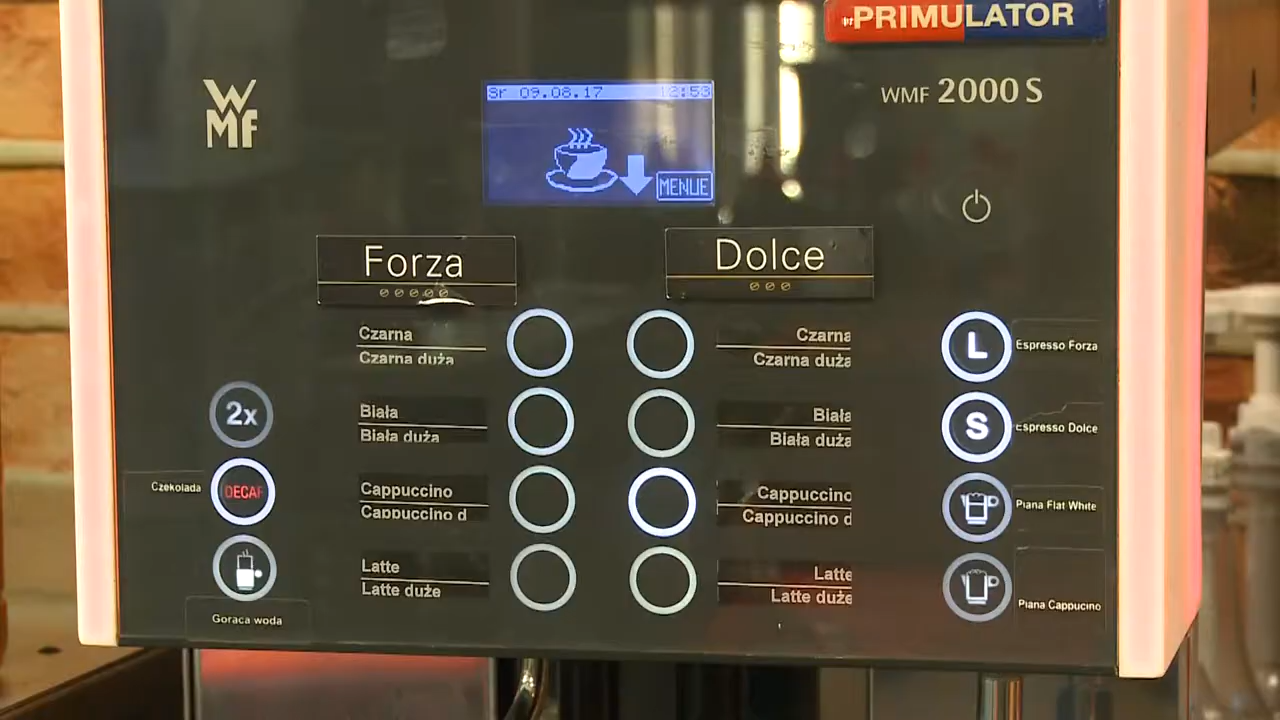 PRIMULATOR
WMF
Sr 09.08.17 12:53
WMF 2000 S
MENUE
Forza
Dolce
Czarna
Czarna duża
Czarna
Czarna duża
L
Espresso Forza
Biała
Biała duża
Biała
Biała duża
2x
S
Espresso Dolce
Czekolada
DECAF
Cappuccino
Cappuccino d
Cappuccino
Cappuccino d
Piana Flat White
Latte
Latte duże
Latte
Latte duże
Piana Cappucino
Goraca woda